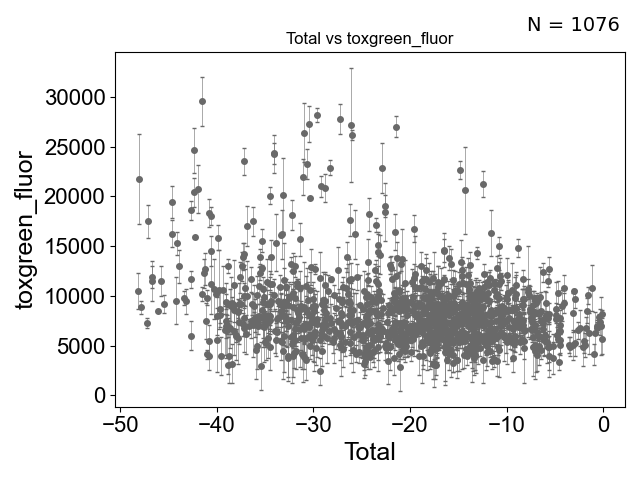 N = 1076
Total vs toxgreen_fluor
toxgreen_fluor
30000
25000
20000
15000
10000
5000
0
−50 −40 −30 −20 −10 0
Total